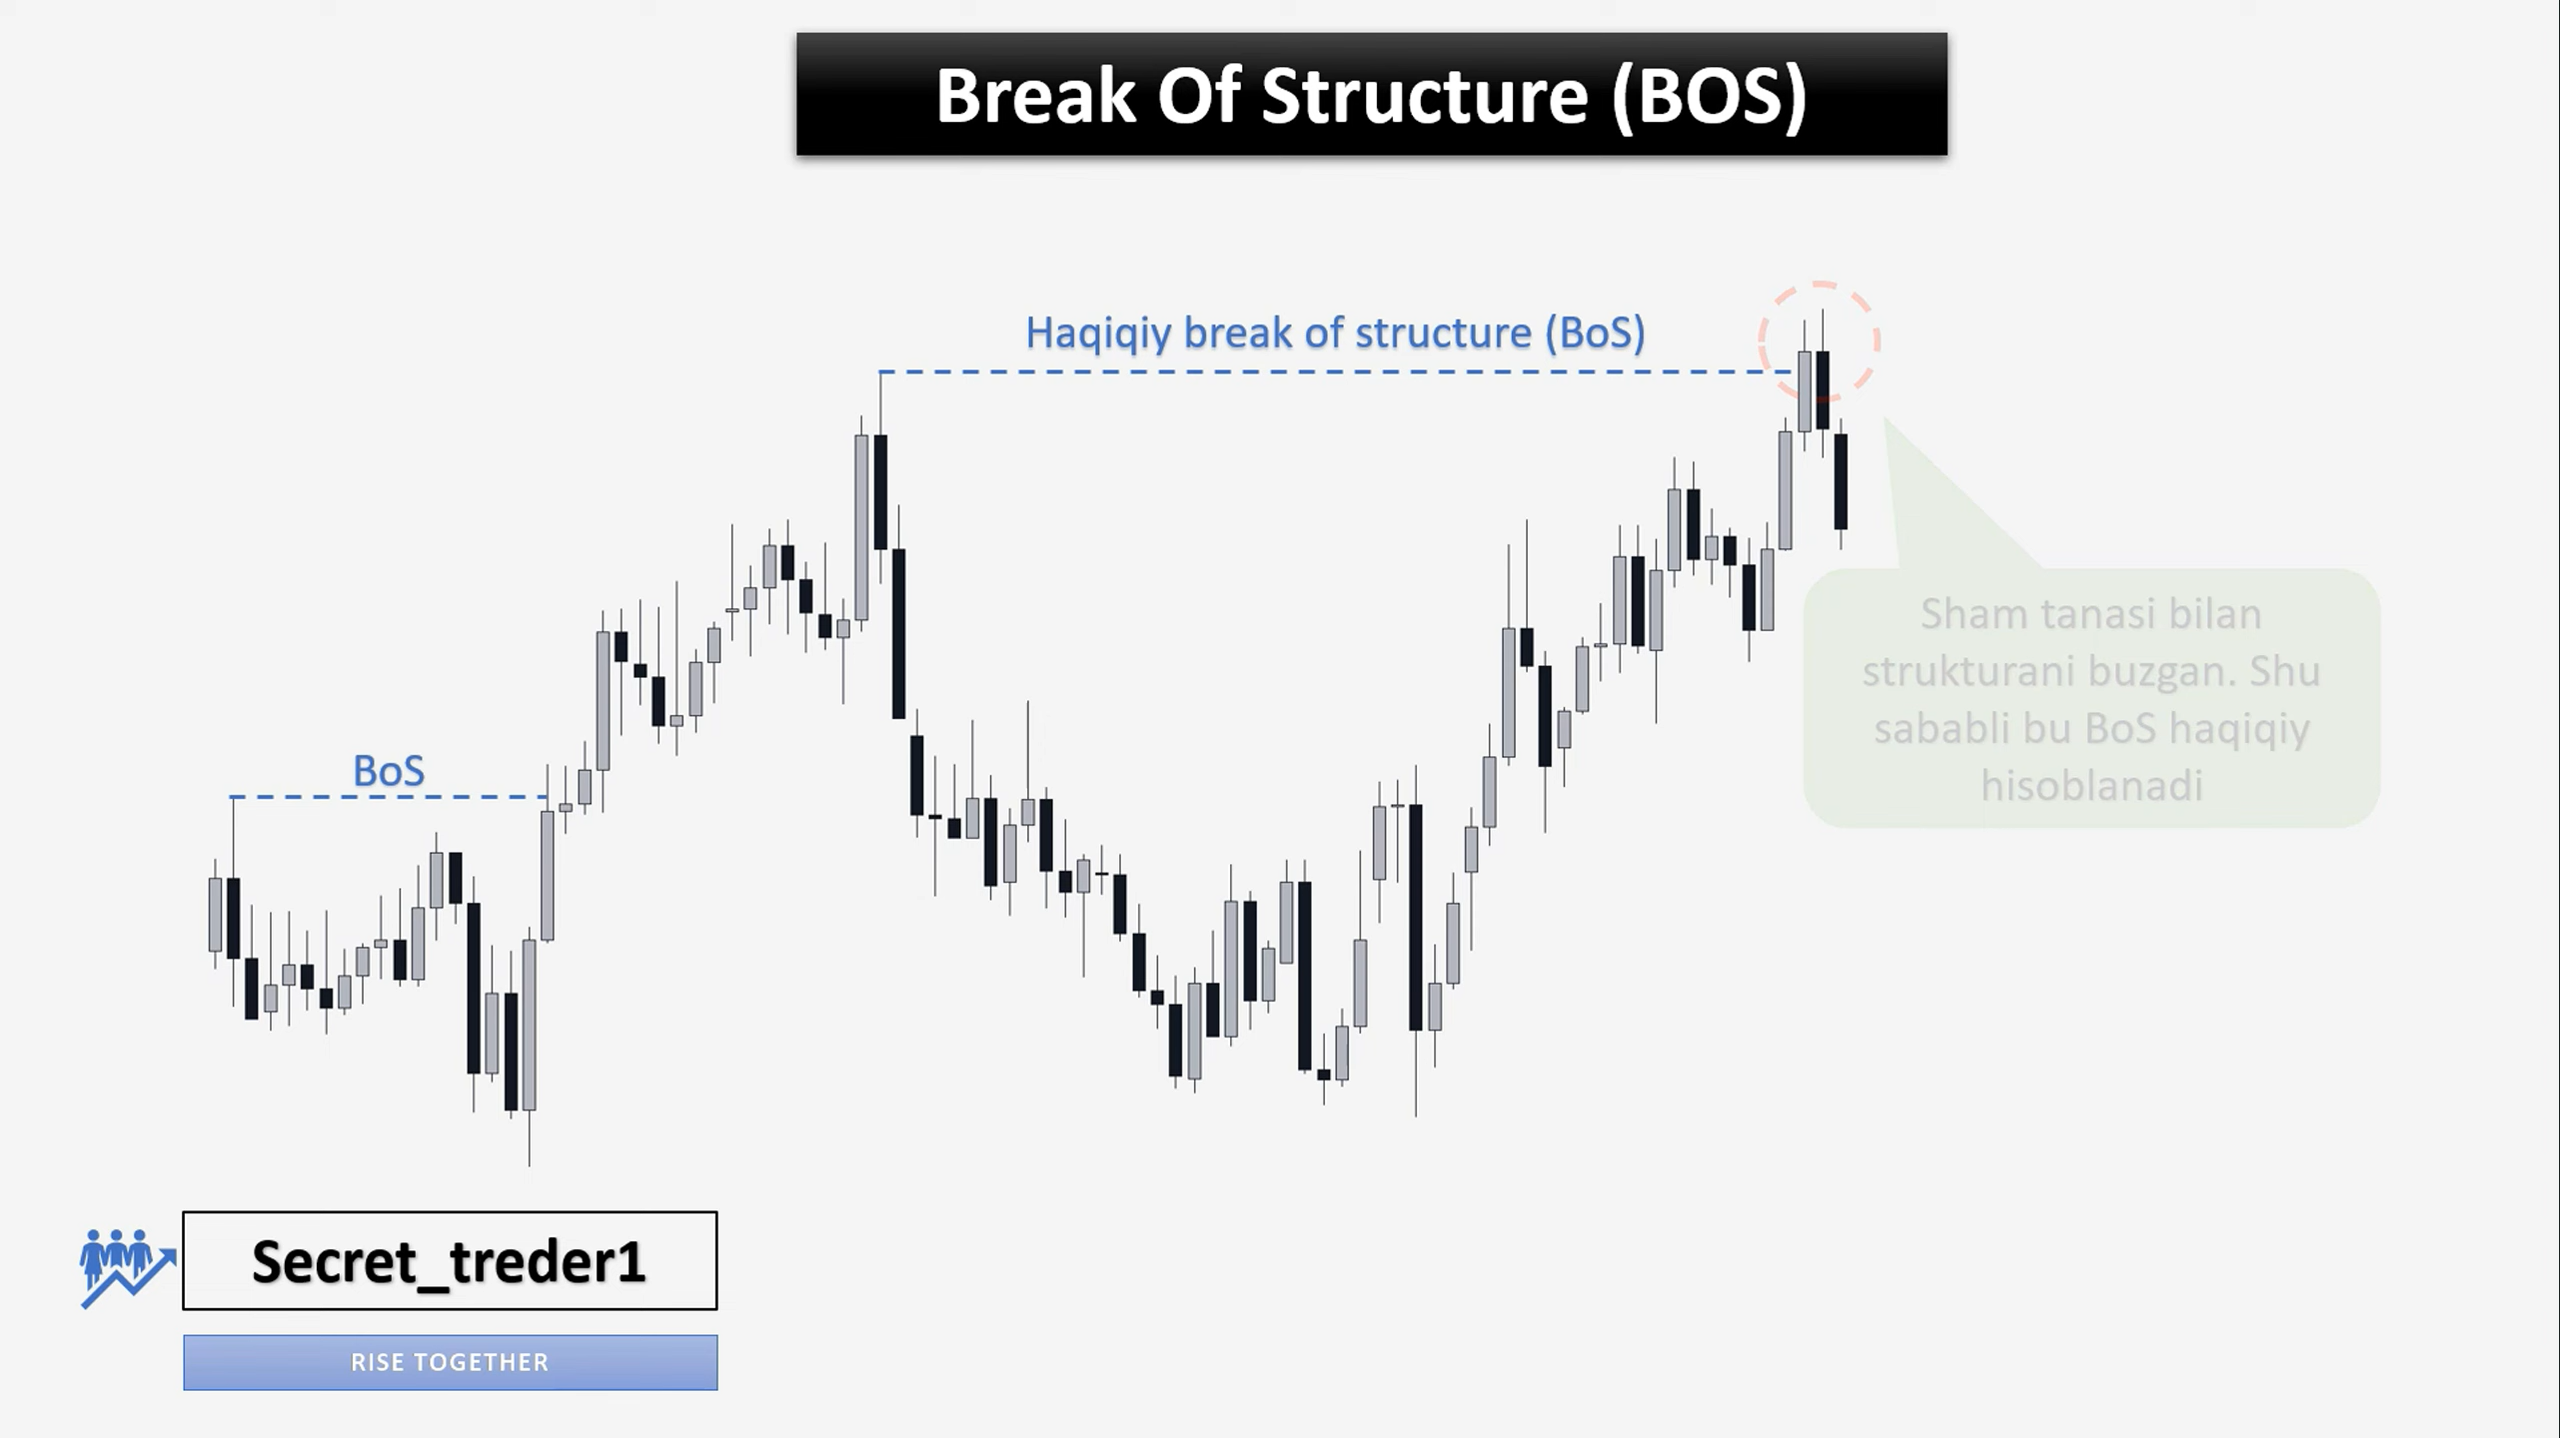 Break Of Structure (BOS)
Haqiqiy break of structure (BoS)
BoS
Sham tanasi bilan
strukturani buzgan. Shu
sababli bu BoS haqiqiy
hisoblanadi
Secret_treder1
RISE TOGETHER